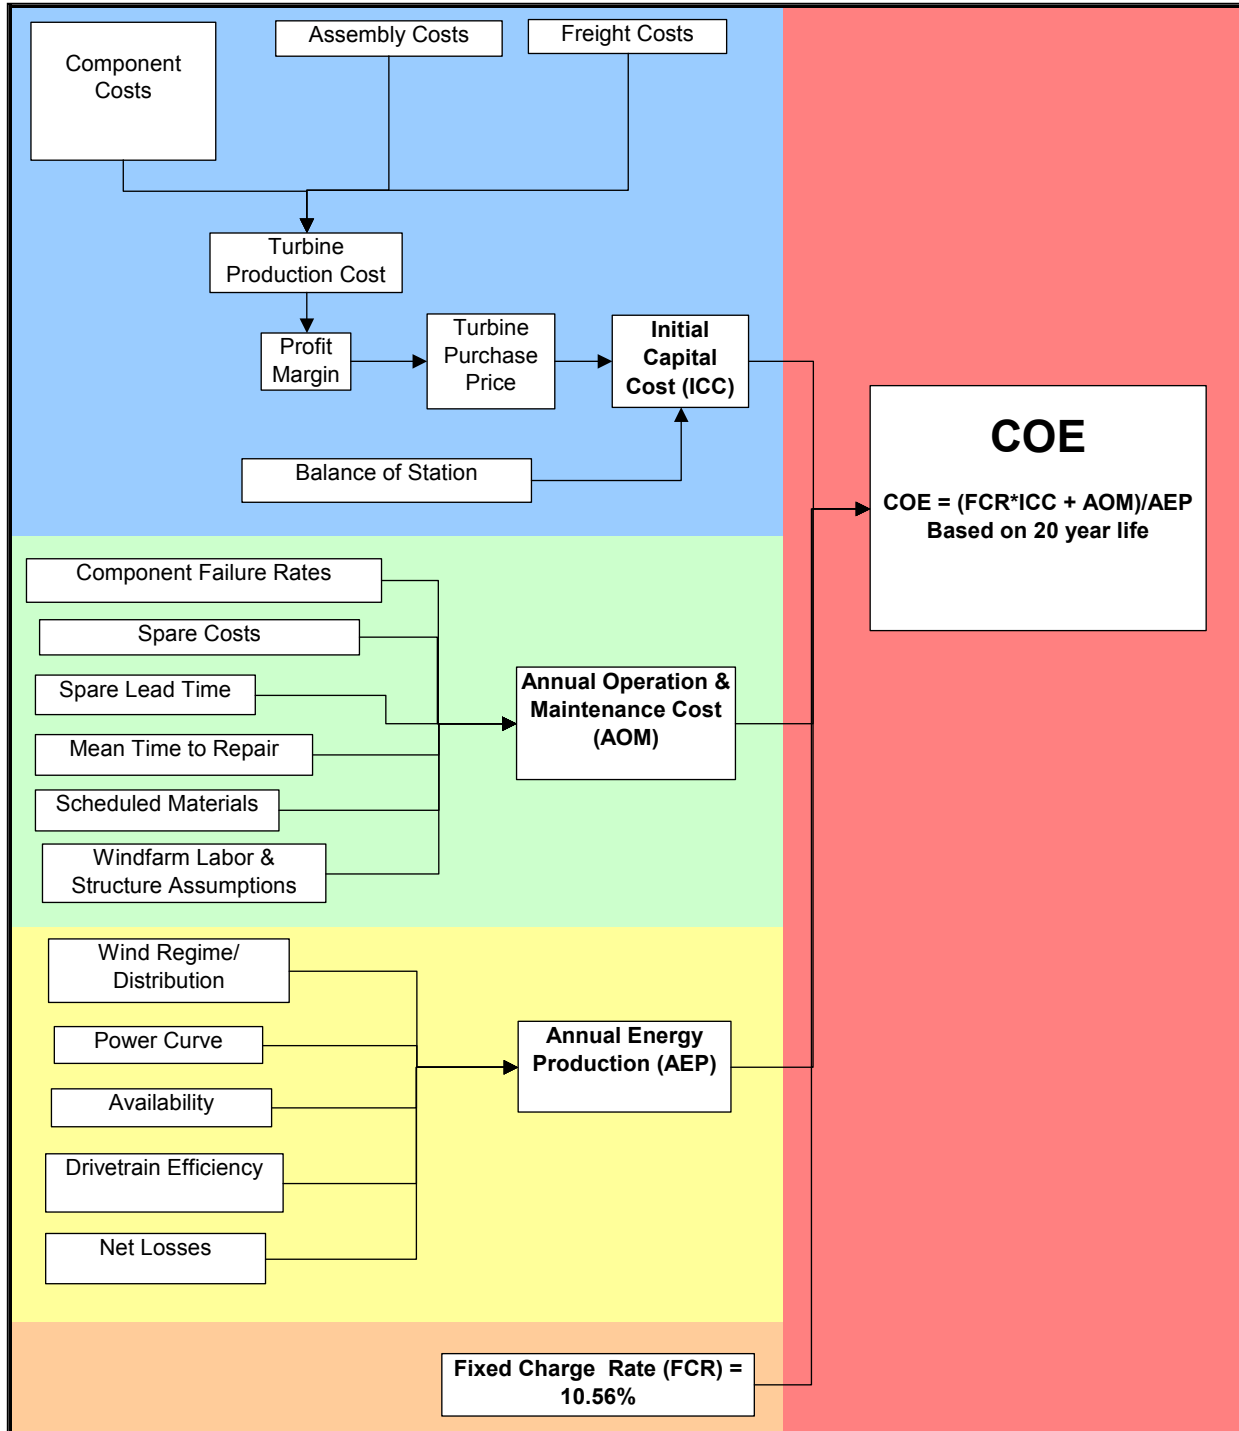 Component
Costs
Assembly Costs
Freight Costs
Turbine
Production Cost
Profit
Margin
Turbine
Purchase
Price
Initial
Capital
Cost (ICC)
Balance of Station
COE
COE = (FCR*ICC + AOM)/AEP
Based on 20 year life
Component Failure Rates
Spare Costs
Spare Lead Time
Mean Time to Repair
Scheduled Materials
Windfarm Labor &
Structure Assumptions
Annual Operation &
Maintenance Cost
(AOM)
Wind Regime/
Distribution
Power Curve
Availability
Drivetrain Efficiency
Net Losses
Annual Energy
Production (AEP)
Fixed Charge  Rate (FCR) =
10.56%